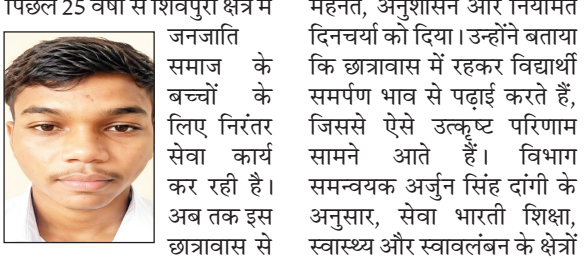 पिछले 25 वर्षों से शिवपुरी क्षेत्र में
जनजाति
समाज के
बच्चों के
लिए निरंतर
सेवा कार्य
कर रही है।
अब तक इस
छात्रावास से
मेहनत, अनुशासन और नियमित
दिनचर्या को दिया। उन्होंने बताया
कि छात्रावास में रहकर विद्यार्थी
समर्पण भाव से पढ़ाई करते हैं,
जिससे ऐसे उत्कृष्ट परिणाम
सामने आते हैं। विभाग
समन्वयक अर्जुन सिंह दांगी के
अनुसार, सेवा भारती शिक्षा,
स्वास्थ्य और स्वावलंबन के क्षेत्रों